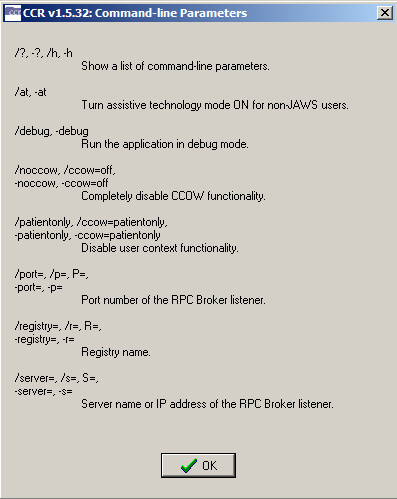 CCR v1.5.32: Command-line Parameters
/?, -?, /h, -h
Show a list of command-line parameters.
/at, -at
Turn assistive technology mode ON for non-JAWS users.
/debug, -debug
Run the application in debug mode.
/noccow, /ccow=off,
-noccow, -ccow=off
Completely disable CCOW functionality.
/patientonly, /ccow=patientonly,
-patientonly, -ccow=patientonly
Disable user context functionality.
/port=, /p=, P=,
-port=, -p=
Port number of the RPC Broker listener.
/registry=, /r=, R=,
-registry=, -r=
Registry name.
/server=, /s=, S=,
-server=, -s=
Server name or IP address of the RPC Broker listener.
OK